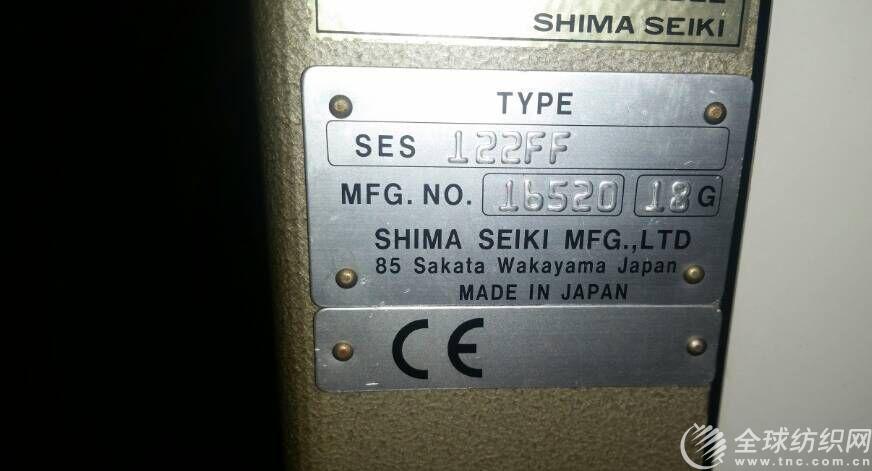 SHIMA SEIKI
TYPE
SES 122FF
MFG. NO. 16520 18 G
SHIMA SEIKI MFG.,LTD
85 Sakata Wakayama Japan
MADE IN JAPAN
CE
全球纺织网
www.tnc.com.cn